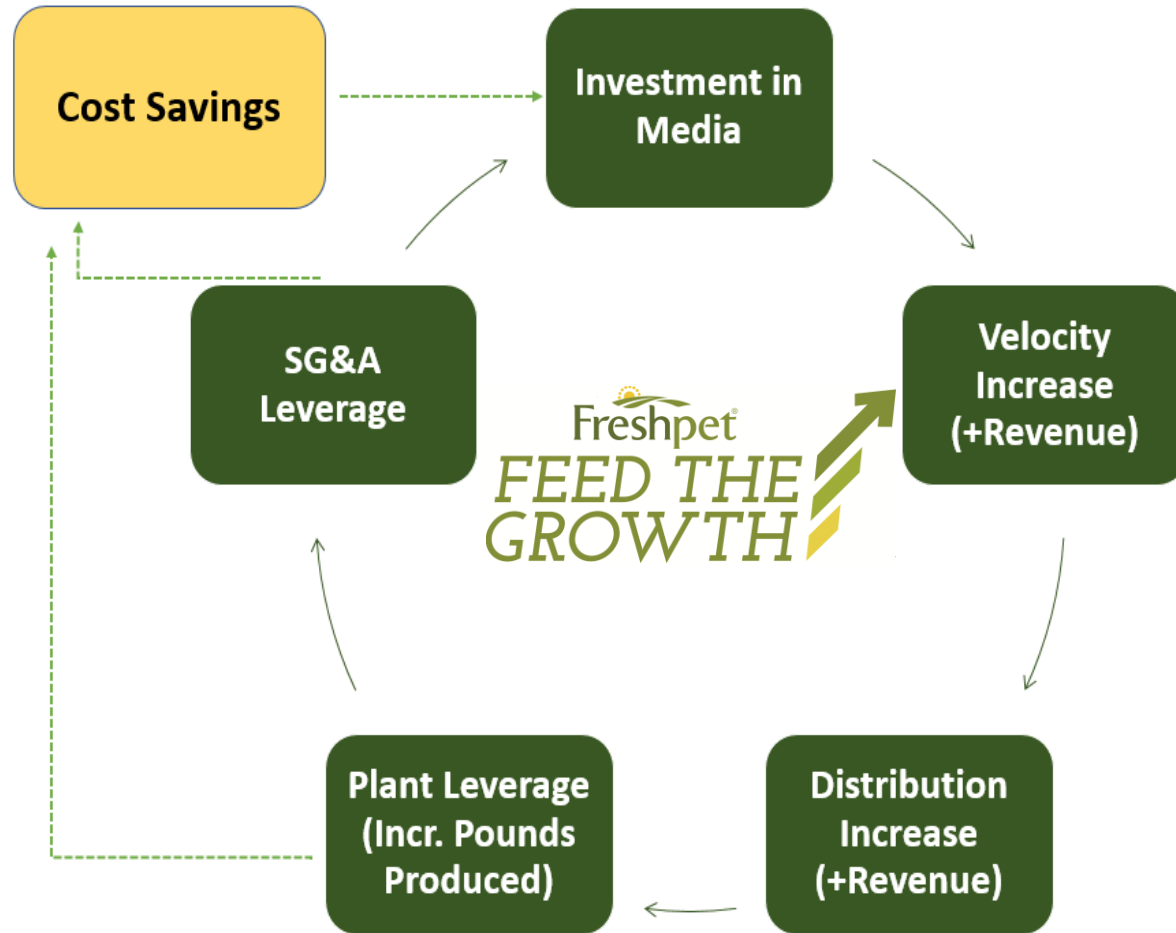 Cost Savings
Investment in
Media
SG&A
Leverage
Velocity
Increase
(+Revenue)
Freshpet®
FEED THE
GROWTH
Plant Leverage
(Incr. Pounds
Produced)
Distribution
Increase
(+Revenue)